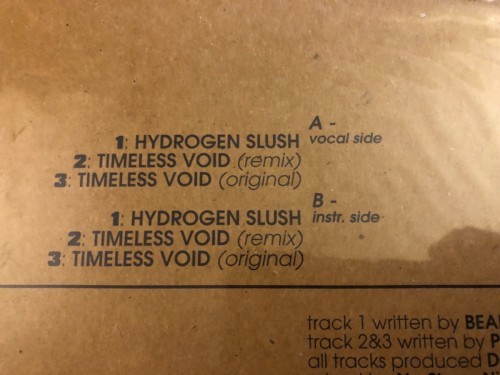 A -
1: HYDROGEN SLUSH vocal side
2: TIMELESS VOID (remix)
3: TIMELESS VOID (original)
B -
1: HYDROGEN SLUSH instr. side
2: TIMELESS VOID (remix)
3: TIMELESS VOID (original)
track 1 written by
track 2&3 written by
all tracks produced